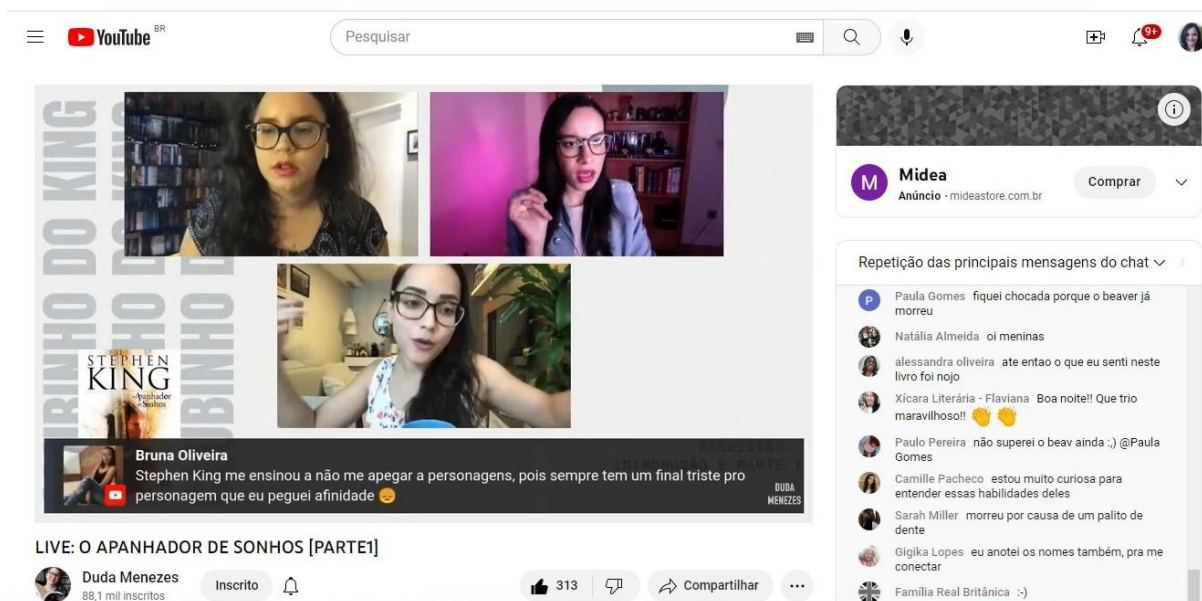 YouTube BR
Pesquisar
9+
CLUBINHO DO KING
STEPHEN
KING
O Apanhador
de Sonhos
Bruna Oliveira
Stephen King me ensinou a não me apegar a personagens, pois sempre tem um final triste pro
personagem que eu peguei afinidade 😞
DUDA
MENEZES
LIVE: O APANHADOR DE SONHOS [PARTE1]
Duda Menezes
88,1 mil inscritos
Inscrito
313
Compartilhar
M
Midea
Anúncio · mideastore.com.br
Comprar
Repetição das principais mensagens do chat
P
Paula Gomes fiquei chocada porque o beaver já
morreu
Natália Almeida oi meninas
alessandra oliveira ate entao o que eu senti neste
livro foi nojo
Xícara Literária - Flaviana Boa noite!! Que trio
maravilhoso!! 👏 👏
Paulo Pereira não superei o beav ainda :,) @Paula
Gomes
Camille Pacheco estou muito curiosa para
entender essas habilidades deles
Sarah Miller morreu por causa de um palito de
dente
Gigika Lopes eu anotei os nomes também, pra me
conectar
Família Real Britânica :-)